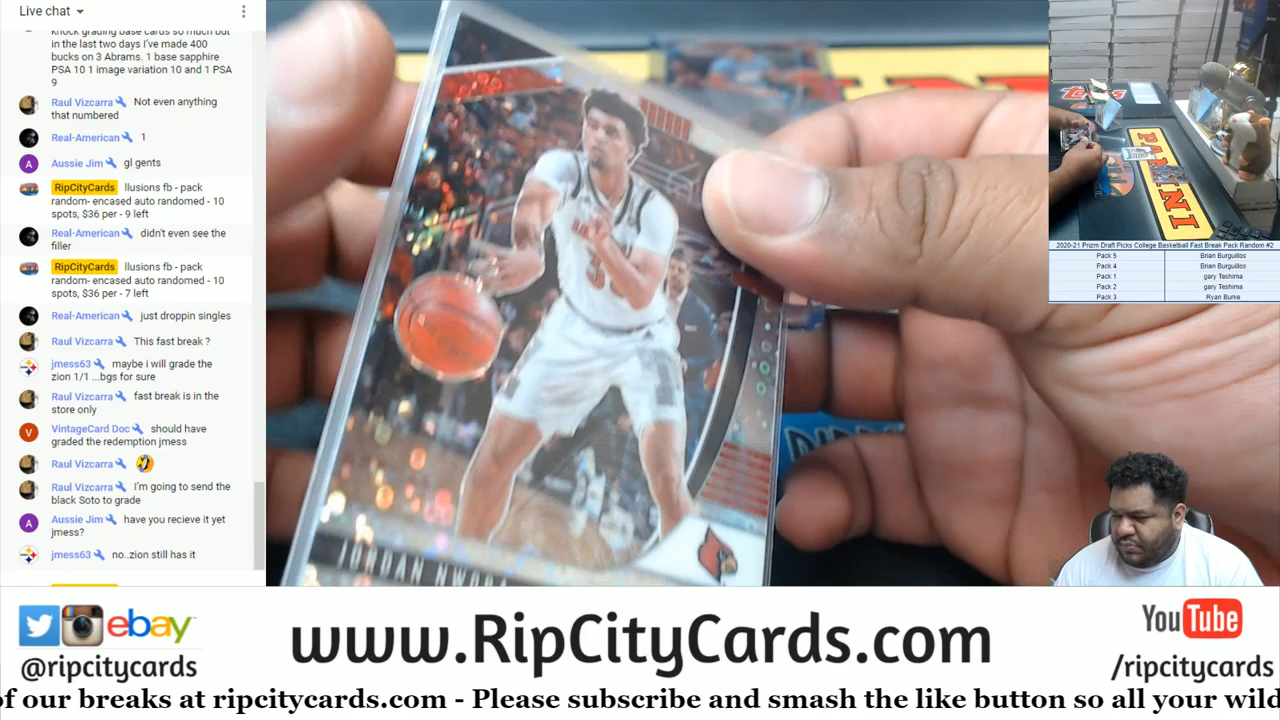 Live chat
knock grading base cards so much but
in the last two days I've made 400
bucks on 3 Abrams. 1 base sapphire
PSA 10 1 image variation 10 and 1 PSA
9
Raul Vizcarra Not even anything
that numbered
Real-American 1
A Aussie Jim gl gents
RipCityCards Ilusions fb - pack
random- encased auto randomed - 10
spots, $36 per - 9 left
Real-American didn't even see the
filler
RipCityCards Ilusions fb - pack
random- encased auto randomed - 10
spots, $36 per - 7 left
Real-American just droppin singles
Raul Vizcarra This fast break ?
jmess63 maybe i will grade the
zion 1/1 ...bgs for sure
Raul Vizcarra fast break is in the
store only
V VintageCard Doc should have
graded the redemption jmess
Raul Vizcarra
Raul Vizcarra I'm going to send the
black Soto to grade
A Aussie Jim have you recieve it yet
jmess?
jmess63 no..zion still has it
JORDAN NWORA
PANINI
2020-21 Prizm Draft Picks College Basketball Fast Break Pack Random #2
Pack 5 Brian Burguillos
Pack 4 Brian Burguillos
Pack 1 gary Teshima
Pack 2 gary Teshima
Pack 3 Ryan Burke
ebay
@ripcitycards
www.RipCityCards.com
YouTube
/ripcitycards
of our breaks at ripcitycards.com - Please subscribe and smash the like button so all your wild